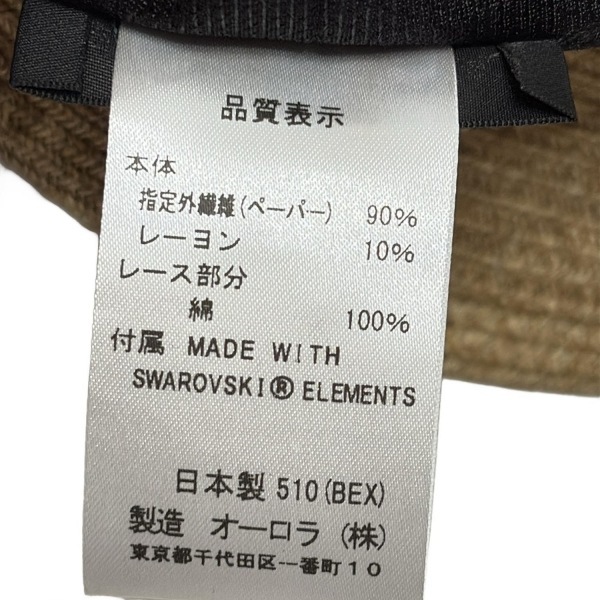 品質表示
本体
指定外繊維(ペーパー) 90%
レーヨン 10%
レース部分
綿 100%
付属 MADE WITH
SWAROVSKI® ELEMENTS
日本製 510(BEX)
製造 オーロラ(株)
東京都千代田区一番町10